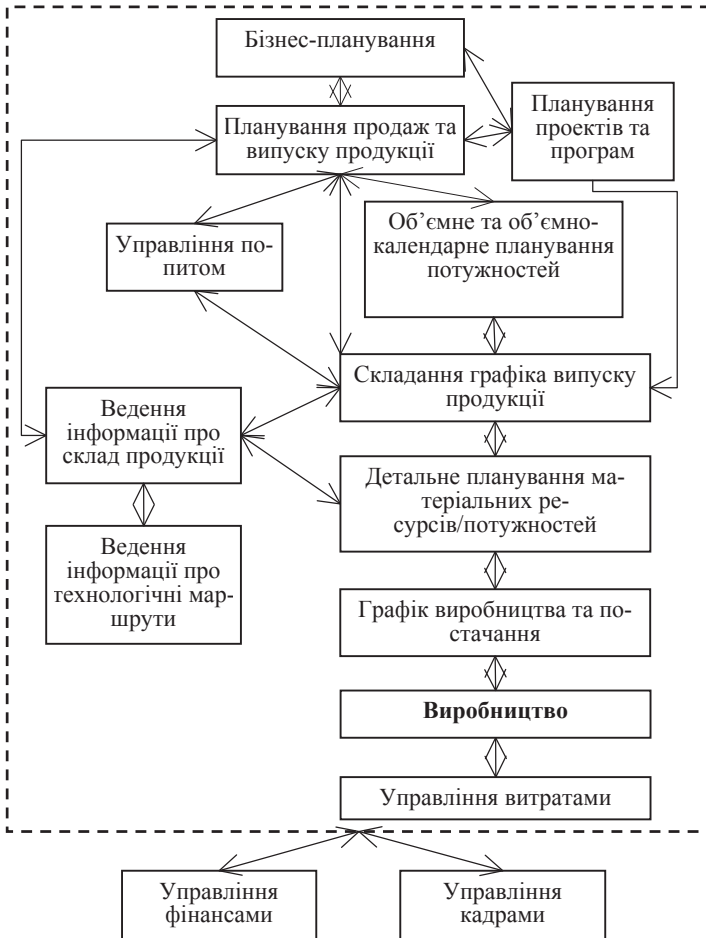 Бізнес-планування
Планування продаж та
випуску продукції
Планування
проектів та
програм
Управління по-
питом
Об’ємне та об’ємно-
календарне планування
потужностей
Складання графіка випуску
продукції
Ведення
інформації про
склад продукції
Детальне планування ма-
теріальних ре-
сурсів/потужностей
Ведення
інформації про
технологічні мар-
шрути
Графік виробництва та по-
стачання
Виробництво
Управління витратами
Управління
фінансами
Управління
кадрами